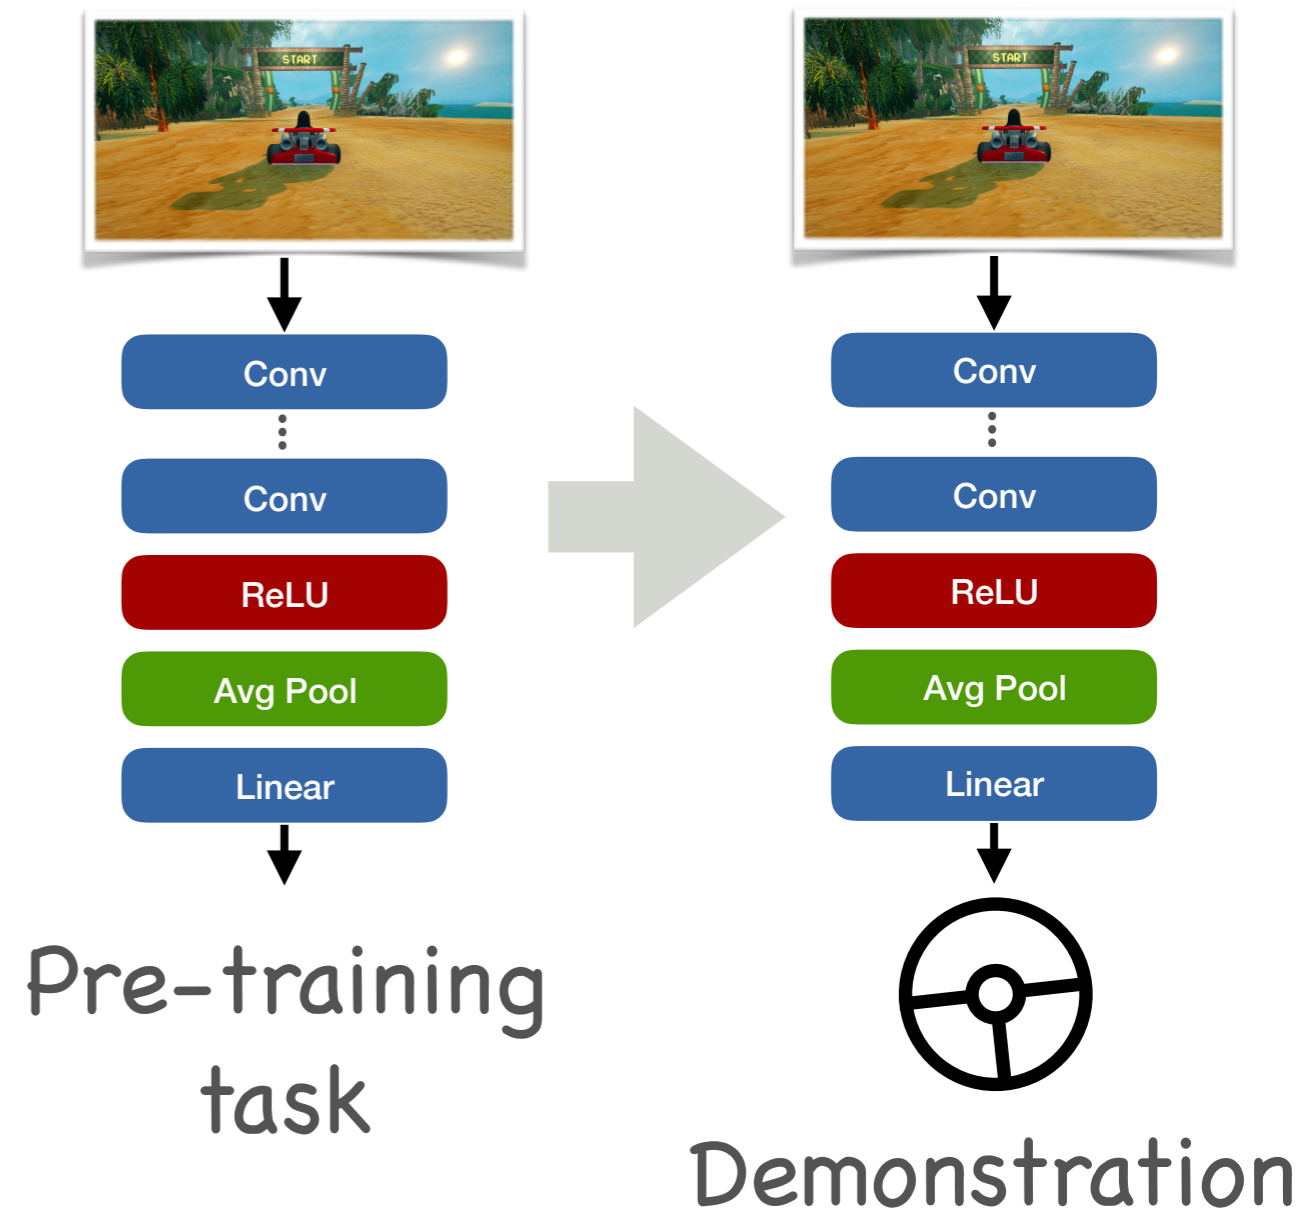 START
Conv
Conv
ReLU
Avg Pool
Linear
Pre-training
task
START
Conv
Conv
ReLU
Avg Pool
Linear
Demonstration